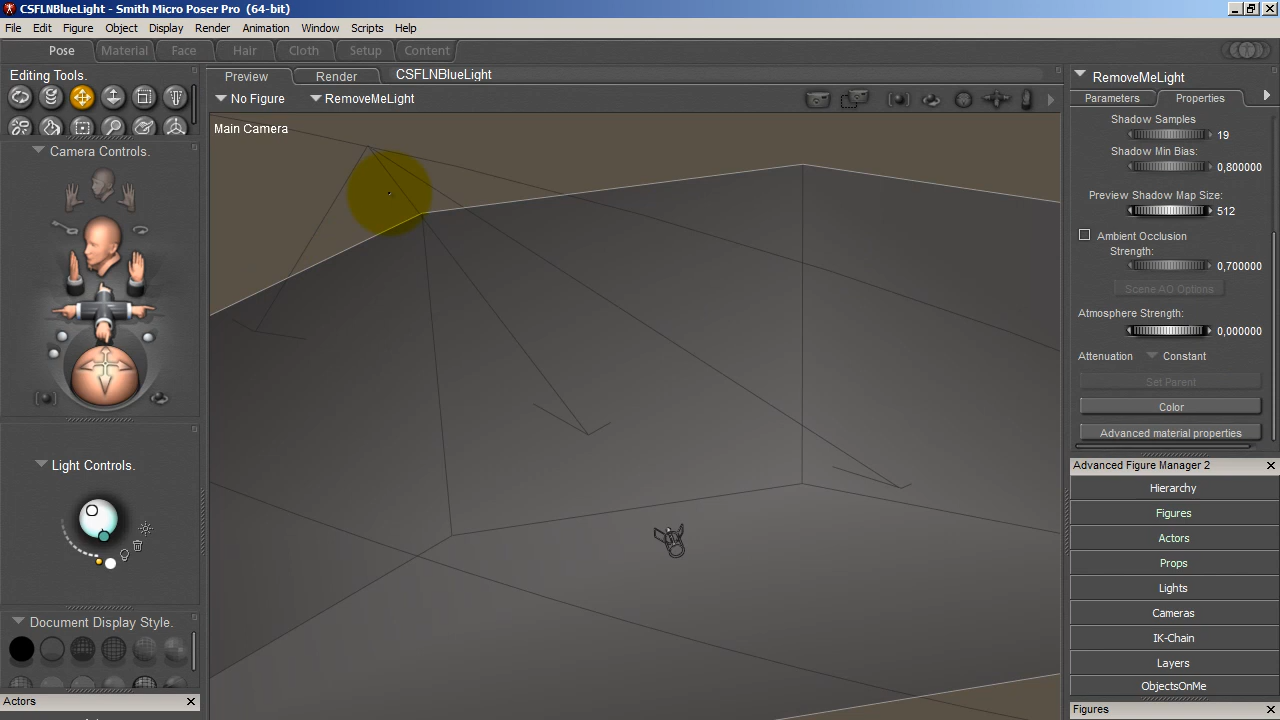 CSFLNBlueLight - Smith Micro Poser Pro (64-bit)
File Edit Figure Object Display Render Animation Window Scripts Help
Pose Material Face Hair Cloth Setup Content
Editing Tools.
Camera Controls.
Light Controls.
Document Display Style.
Actors
Preview Render CSFLNBlueLight
No Figure RemoveMeLight
Main Camera
RemoveMeLight
Parameters Properties
Shadow Samples
19
Shadow Min Bias:
0,800000
Preview Shadow Map Size:
512
Ambient Occlusion
Strength:
0,700000
Scene AO Options
Atmosphere Strength:
0,000000
Attenuation Constant
Set Parent
Color
Advanced material properties
Advanced Figure Manager 2
Hierarchy
Figures
Actors
Props
Lights
Cameras
IK-Chain
Layers
ObjectsOnMe
Figures